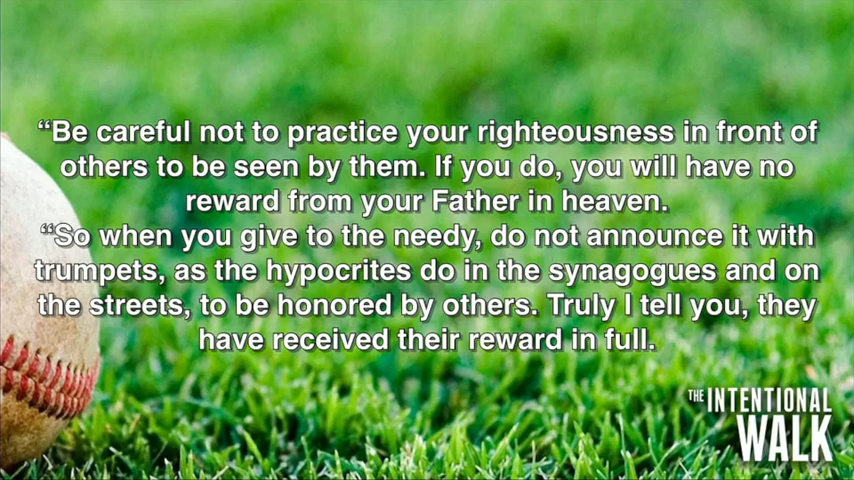 “Be careful not to practice your righteousness in front of
others to be seen by them. If you do, you will have no
reward from your Father in heaven.
“So when you give to the needy, do not announce it with
trumpets, as the hypocrites do in the synagogues and on
the streets, to be honored by others. Truly I tell you, they
have received their reward in full.
THE INTENTIONAL
WALK